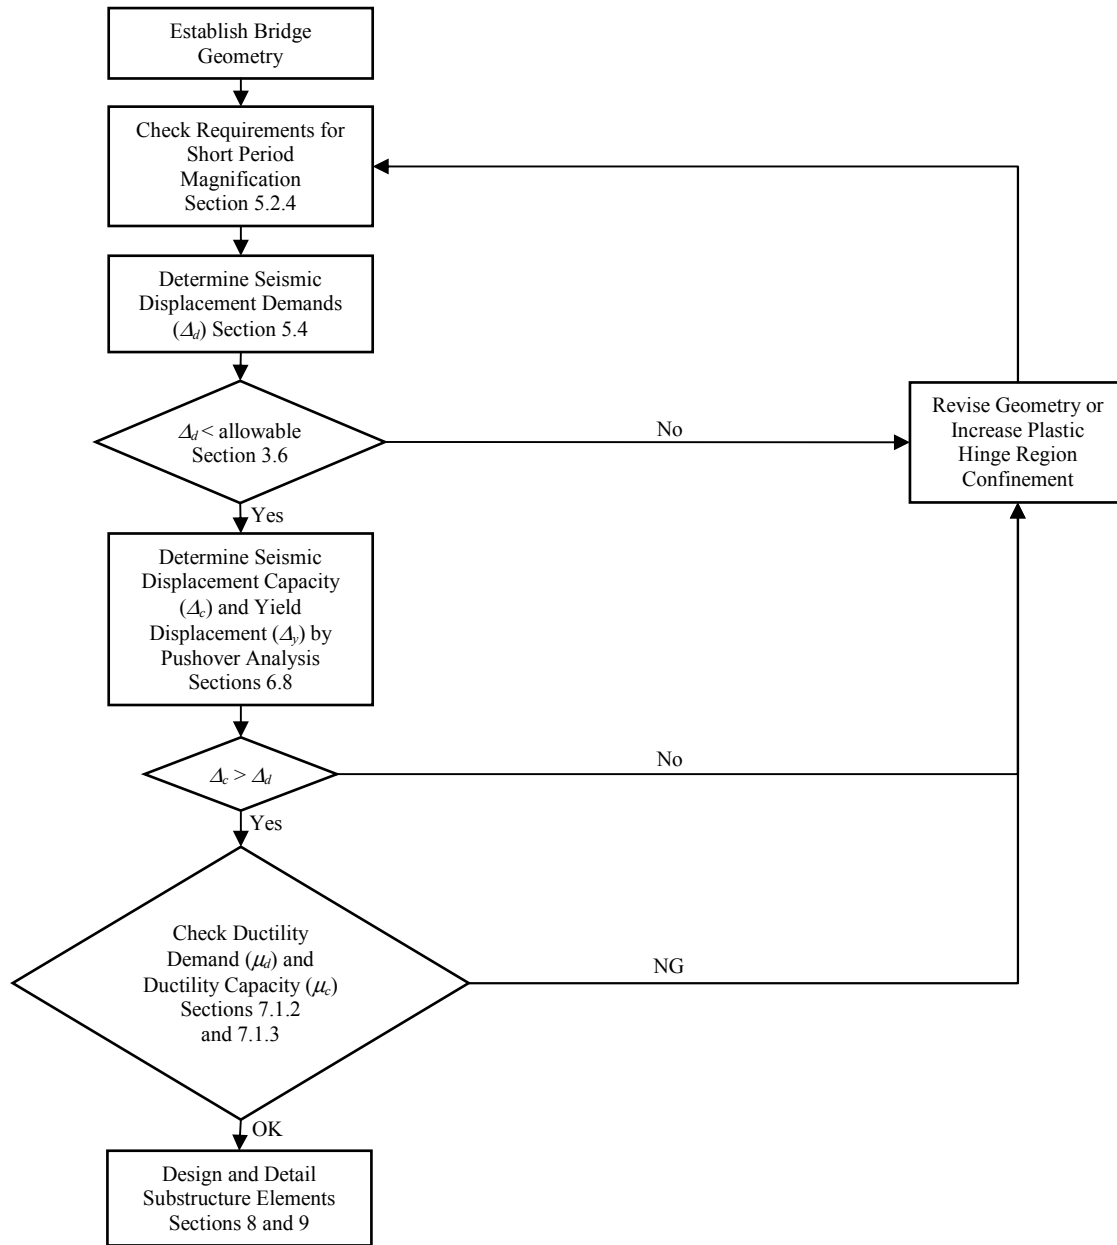 Establish Bridge
Geometry
Check Requirements for
Short Period
Magnification
Section 5.2.4
Determine Seismic
Displacement Demands
(Δd) Section 5.4
Δd < allowable
Section 3.6
No
Revise Geometry or
Increase Plastic
Hinge Region
Confinement
Yes
Determine Seismic
Displacement Capacity
(Δc) and Yield
Displacement (Δy) by
Pushover Analysis
Sections 6.8
Δc > Δd
No
Yes
Check Ductility
Demand (μd) and
Ductility Capacity (μc)
Sections 7.1.2
and 7.1.3
NG
OK
Design and Detail
Substructure Elements
Sections 8 and 9